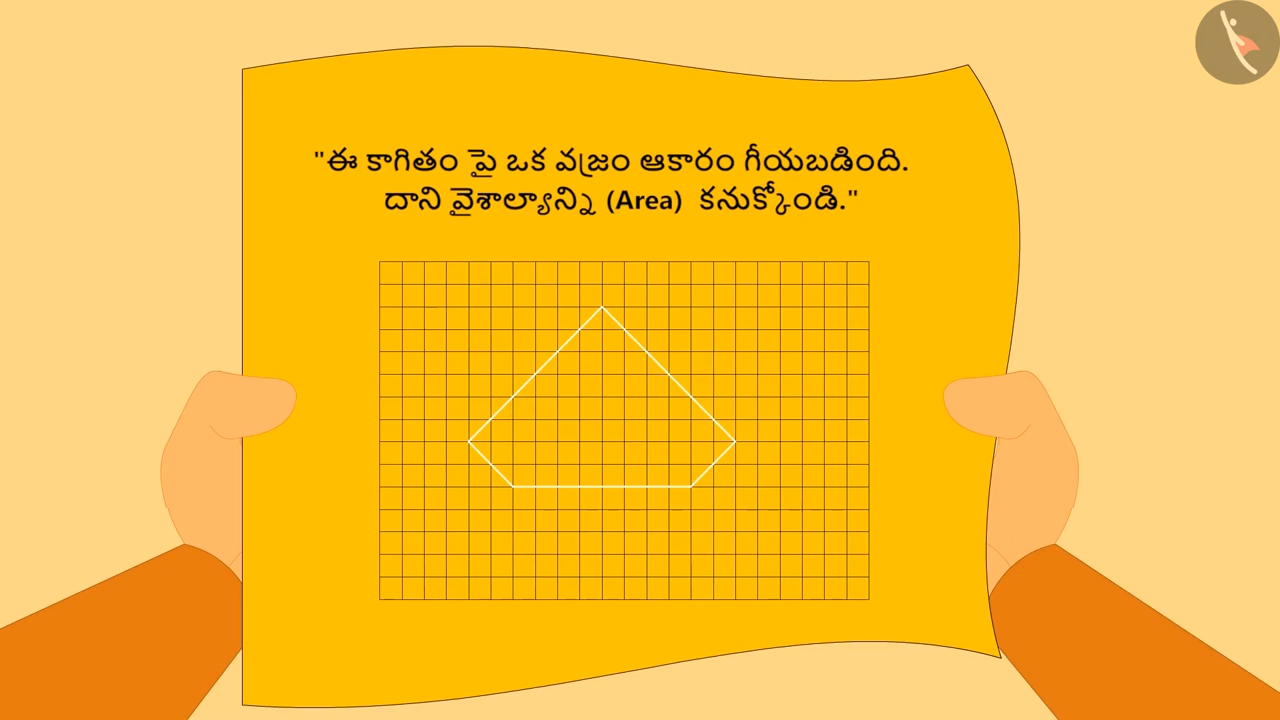 "ఈ కాగితం పై ఒక వజ్రం ఆకారం గీయబడింది.
దాని వైశాల్యాన్ని (Area) కనుక్కోండి."